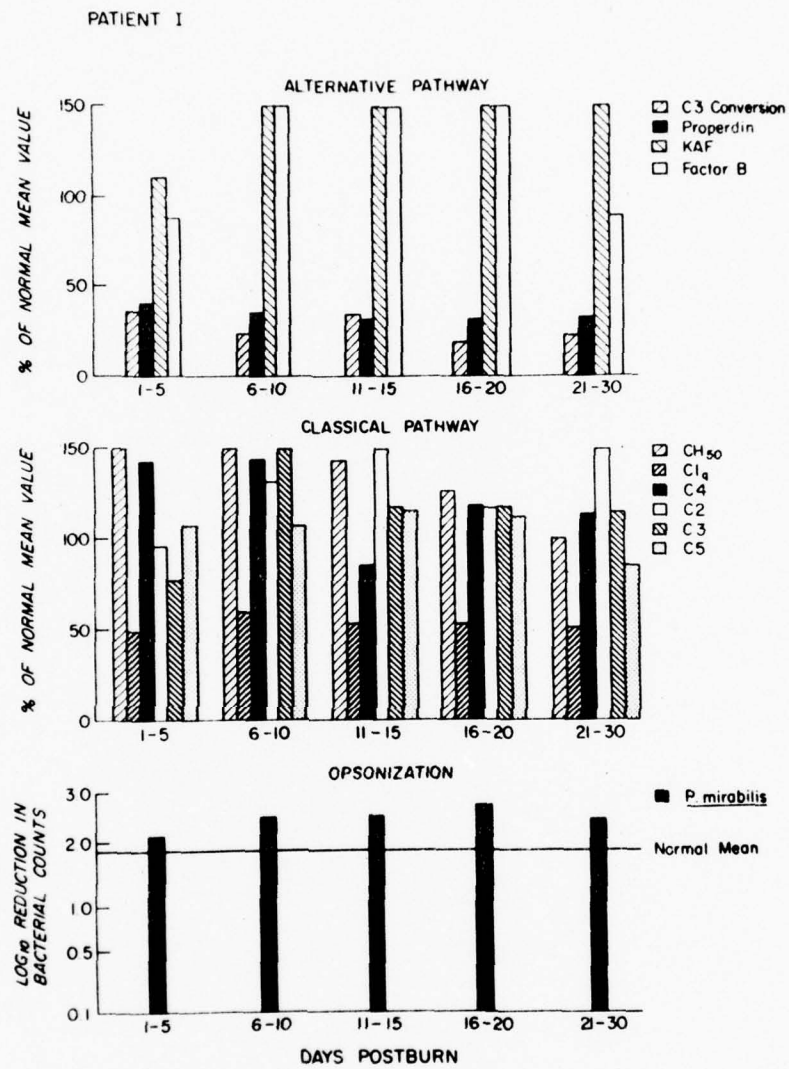 PATIENT I
ALTERNATIVE PATHWAY
% OF NORMAL MEAN VALUE
150
100
50
0
1-5
6-10
11-15
16-20
21-30
C3 Conversion
Properdin
KAF
Factor B
CLASSICAL PATHWAY
% OF NORMAL MEAN VALUE
150
100
50
0
1-5
6-10
11-15
16-20
21-30
CH50
C1q
C4
C2
C3
C5
OPSONIZATION
LOG10 REDUCTION IN
BACTERIAL COUNTS
3.0
2.0
1.0
0.5
0.1
1-5
6-10
11-15
16-20
21-30
P. mirabilis
Normal Mean
DAYS POSTBURN